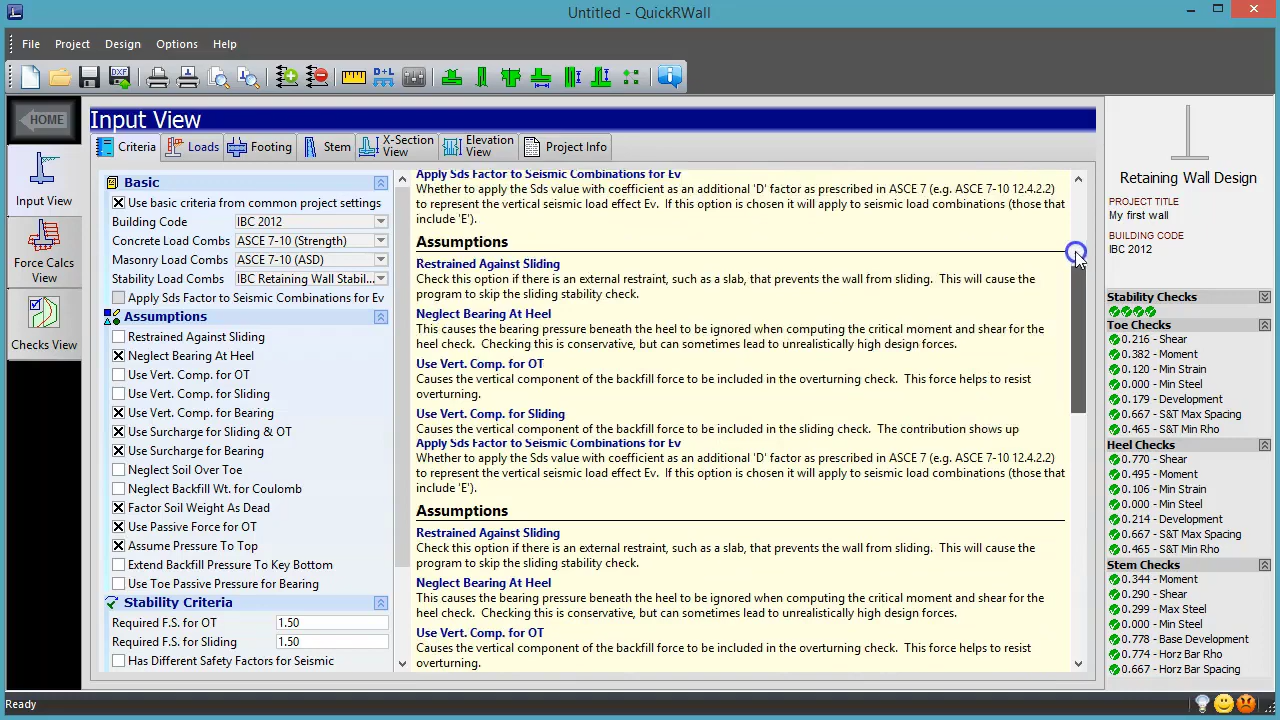 Untitled - QuickRWall
File Project Design Options Help
DXF
D+L
HOME
Input View
Force Calcs View
Checks View
Input View
Criteria Loads Footing Stem X-Section View Elevation View Project Info
Basic
Use basic criteria from common project settings
Building Code IBC 2012
Concrete Load Combs ASCE 7-10 (Strength)
Masonry Load Combs ASCE 7-10 (ASD)
Stability Load Combs IBC Retaining Wall Stabil...
Apply Sds Factor to Seismic Combinations for Ev
Assumptions
Restrained Against Sliding
Neglect Bearing At Heel
Use Vert. Comp. for OT
Use Vert. Comp. for Sliding
Use Vert. Comp. for Bearing
Use Surcharge for Sliding & OT
Use Surcharge for Bearing
Neglect Soil Over Toe
Neglect Backfill Wt. for Coulomb
Factor Soil Weight As Dead
Use Passive Force for OT
Assume Pressure To Top
Extend Backfill Pressure To Key Bottom
Use Toe Passive Pressure for Bearing
Stability Criteria
Required F.S. for OT 1.50
Required F.S. for Sliding 1.50
Has Different Safety Factors for Seismic
Apply Sds Factor to Seismic Combinations for Ev
Whether to apply the Sds value with coefficient as an additional 'D' factor as prescribed in ASCE 7 (e.g. ASCE 7-10 12.4.2.2)
to represent the vertical seismic load effect Ev. If this option is chosen it will apply to seismic load combinations (those that
include 'E').
Assumptions
Restrained Against Sliding
Check this option if there is an external restraint, such as a slab, that prevents the wall from sliding. This will cause the
program to skip the sliding stability check.
Neglect Bearing At Heel
This causes the bearing pressure beneath the heel to be ignored when computing the critical moment and shear for the
heel check. Checking this is conservative, but can sometimes lead to unrealistically high design forces.
Use Vert. Comp. for OT
Causes the vertical component of the backfill force to be included in the overturning check. This force helps to resist
overturning.
Use Vert. Comp. for Sliding
Causes the vertical component of the backfill force to be included in the sliding check. The contribution shows up
Apply Sds Factor to Seismic Combinations for Ev
Whether to apply the Sds value with coefficient as an additional 'D' factor as prescribed in ASCE 7 (e.g. ASCE 7-10 12.4.2.2)
to represent the vertical seismic load effect Ev. If this option is chosen it will apply to seismic load combinations (those that
include 'E').
Assumptions
Restrained Against Sliding
Check this option if there is an external restraint, such as a slab, that prevents the wall from sliding. This will cause the
program to skip the sliding stability check.
Neglect Bearing At Heel
This causes the bearing pressure beneath the heel to be ignored when computing the critical moment and shear for the
heel check. Checking this is conservative, but can sometimes lead to unrealistically high design forces.
Use Vert. Comp. for OT
Causes the vertical component of the backfill force to be included in the overturning check. This force helps to resist
overturning.
Retaining Wall Design
PROJECT TITLE
My first wall
BUILDING CODE
IBC 2012
Stability Checks
Toe Checks
0.216 - Shear
0.382 - Moment
0.120 - Min Strain
0.000 - Min Steel
0.179 - Development
0.667 - S&T Max Spacing
0.465 - S&T Min Rho
Heel Checks
0.770 - Shear
0.495 - Moment
0.106 - Min Strain
0.000 - Min Steel
0.214 - Development
0.667 - S&T Max Spacing
0.465 - S&T Min Rho
Stem Checks
0.344 - Moment
0.290 - Shear
0.299 - Max Steel
0.000 - Min Steel
0.778 - Base Development
0.774 - Horz Bar Rho
0.667 - Horz Bar Spacing
Ready